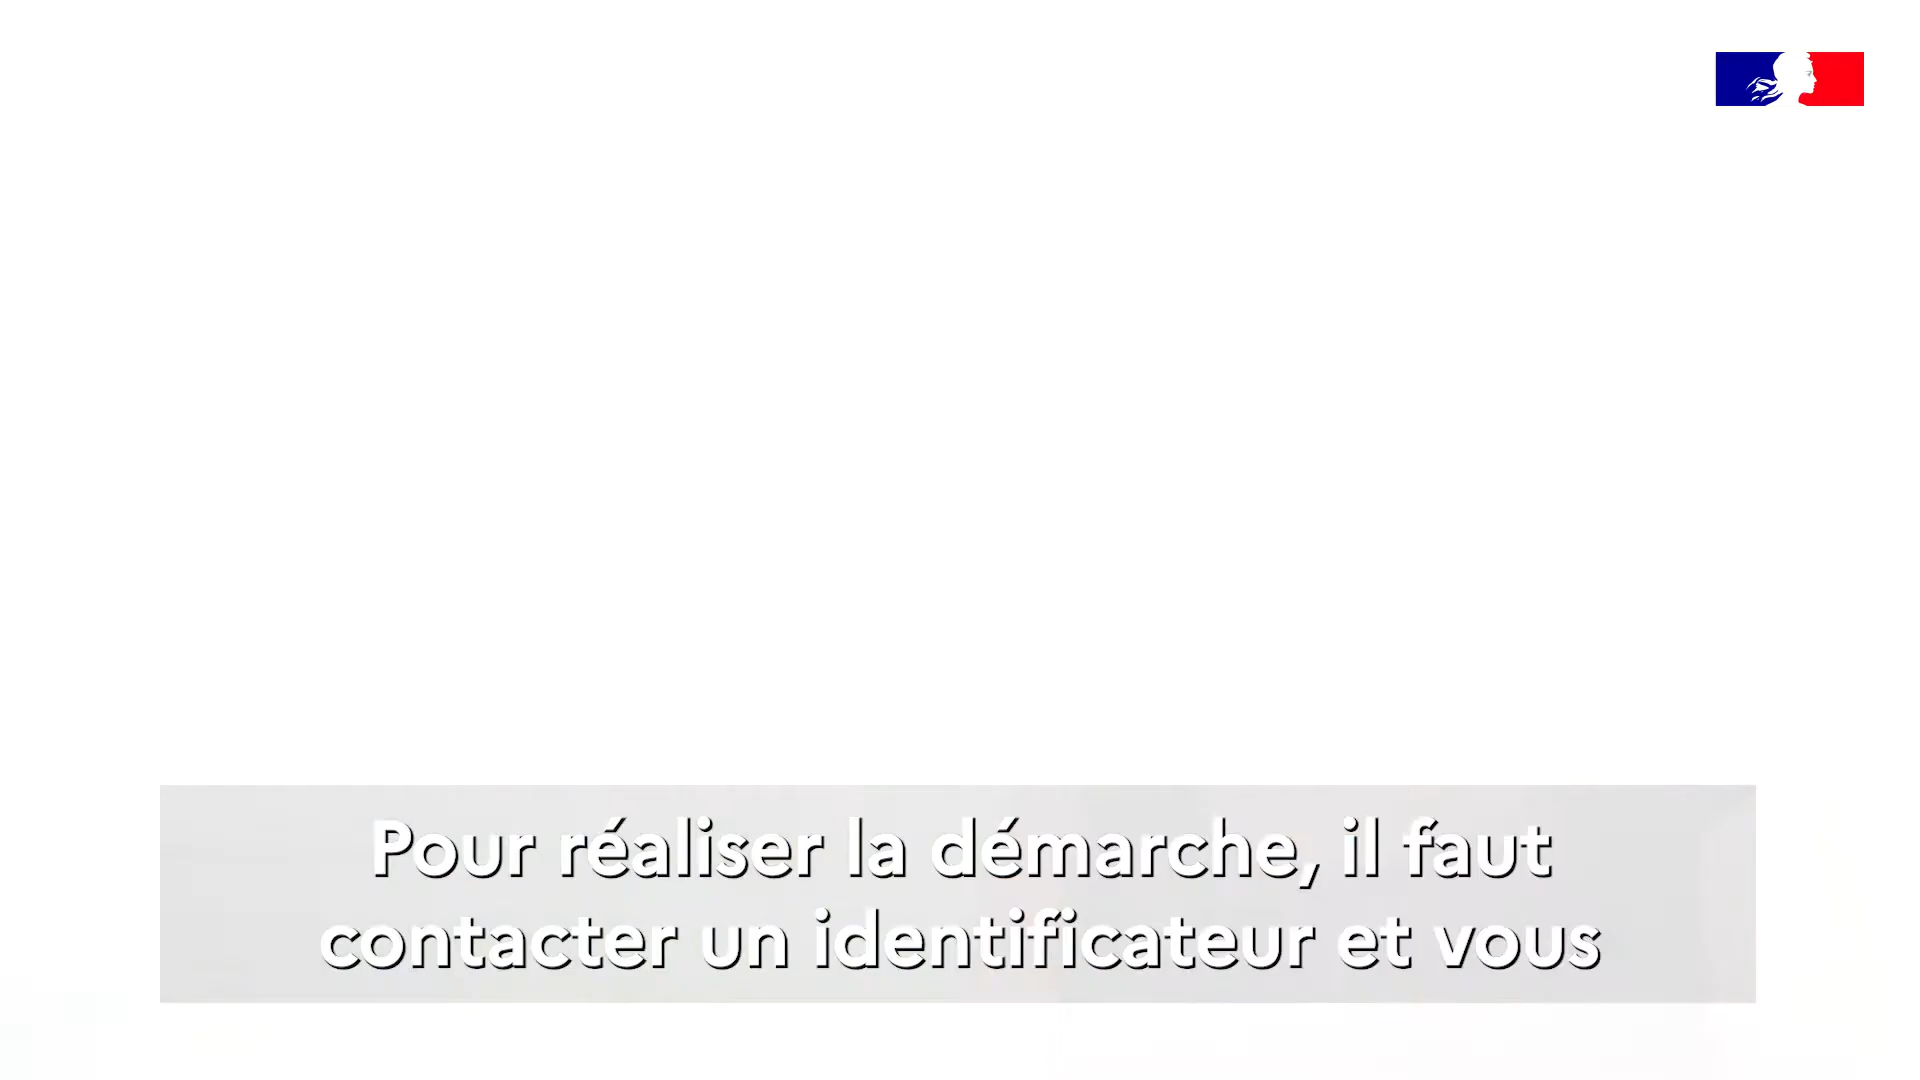 Pour réaliser la démarche, il faut
contacter un identificateur et vous